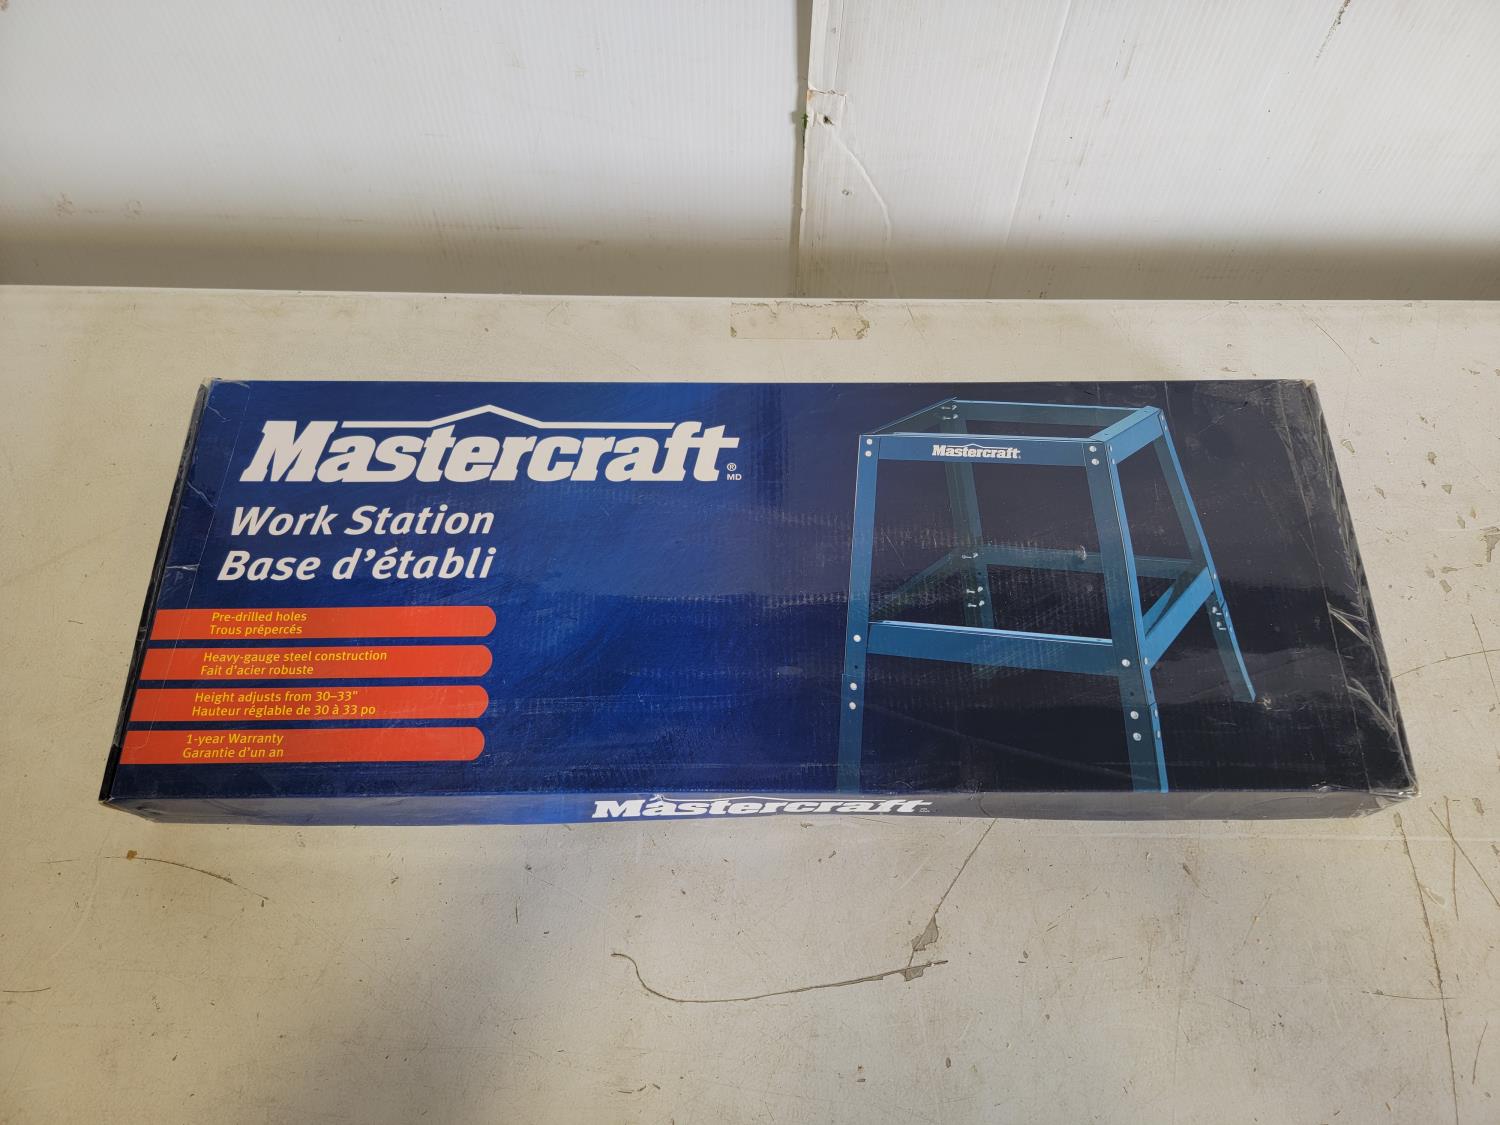 Mastercraft
®
MD
Work Station
Base d'établi
Pre-drilled holes
Trous prépercés
Heavy-gauge steel construction
Fait d'acier robuste
Height adjusts from 30–33"
Hauteur réglable de 30 à 33 po
1-year Warranty
Garantie d'un an
Mastercraft
Mastercraft